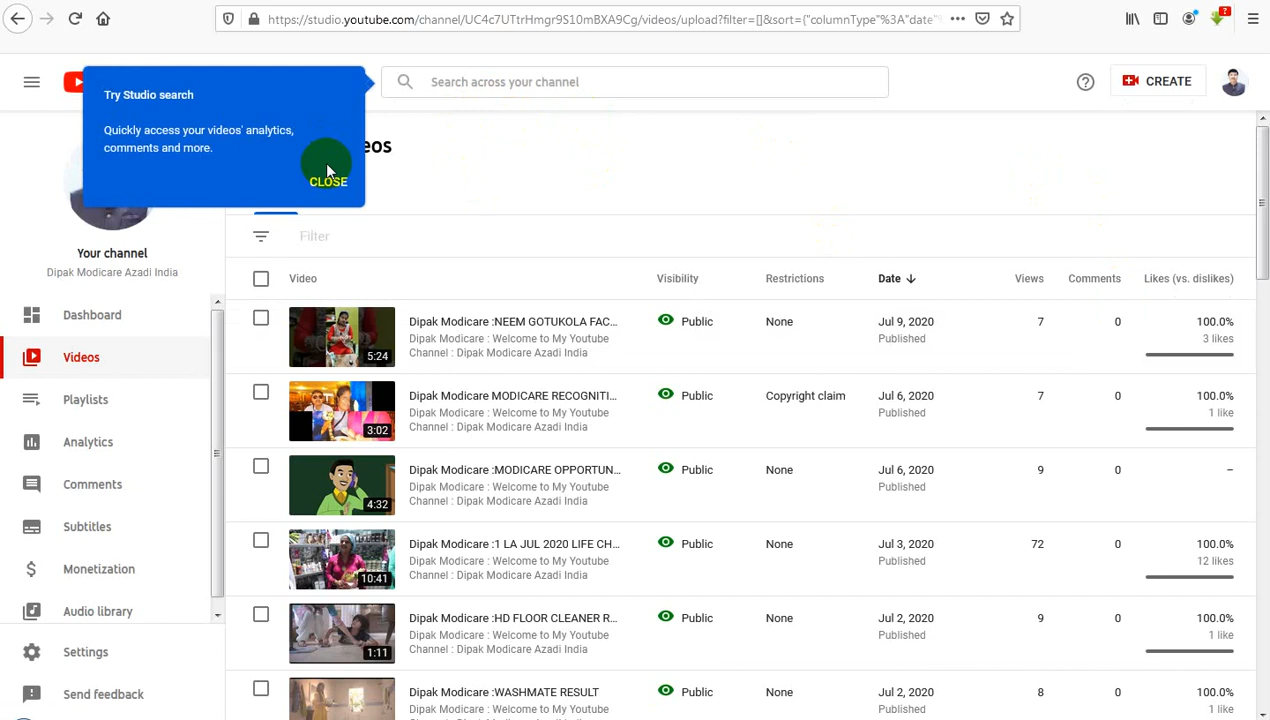 https://studio.youtube.com/channel/UC4c7UTtrHmgr9S10mBXA9Cg/videos/upload?filter=[]&sort={"columnType"%3A"date"
?
Try Studio search
Quickly access your videos' analytics,
comments and more.
CLOSE
Search across your channel
CREATE
Your channel
Dipak Modicare Azadi India
Dashboard
Videos
Playlists
Analytics
Comments
Subtitles
Monetization
Audio library
Settings
Send feedback
Filter
Video Visibility Restrictions Date Views Comments Likes (vs. dislikes)
5:24
Dipak Modicare :NEEM GOTUKOLA FAC... Public None Jul 9, 2020 7 0 100.0%
Dipak Modicare : Welcome to My Youtube Published 3 likes
Channel : Dipak Modicare Azadi India
3:02
Dipak Modicare MODICARE RECOGNITI... Public Copyright claim Jul 6, 2020 7 0 100.0%
Dipak Modicare : Welcome to My Youtube Published 1 like
Channel : Dipak Modicare Azadi India
4:32
Dipak Modicare :MODICARE OPPORTUN... Public None Jul 6, 2020 9 0 –
Dipak Modicare : Welcome to My Youtube Published
Channel : Dipak Modicare Azadi India
10:41
Dipak Modicare :1 LA JUL 2020 LIFE CH... Public None Jul 3, 2020 72 0 100.0%
Dipak Modicare : Welcome to My Youtube Published 12 likes
Channel : Dipak Modicare Azadi India
1:11
Dipak Modicare :HD FLOOR CLEANER R... Public None Jul 2, 2020 9 0 100.0%
Dipak Modicare : Welcome to My Youtube Published 1 like
Channel : Dipak Modicare Azadi India
Dipak Modicare :WASHMATE RESULT Public None Jul 2, 2020 8 0 100.0%
Dipak Modicare : Welcome to My Youtube Published 1 like